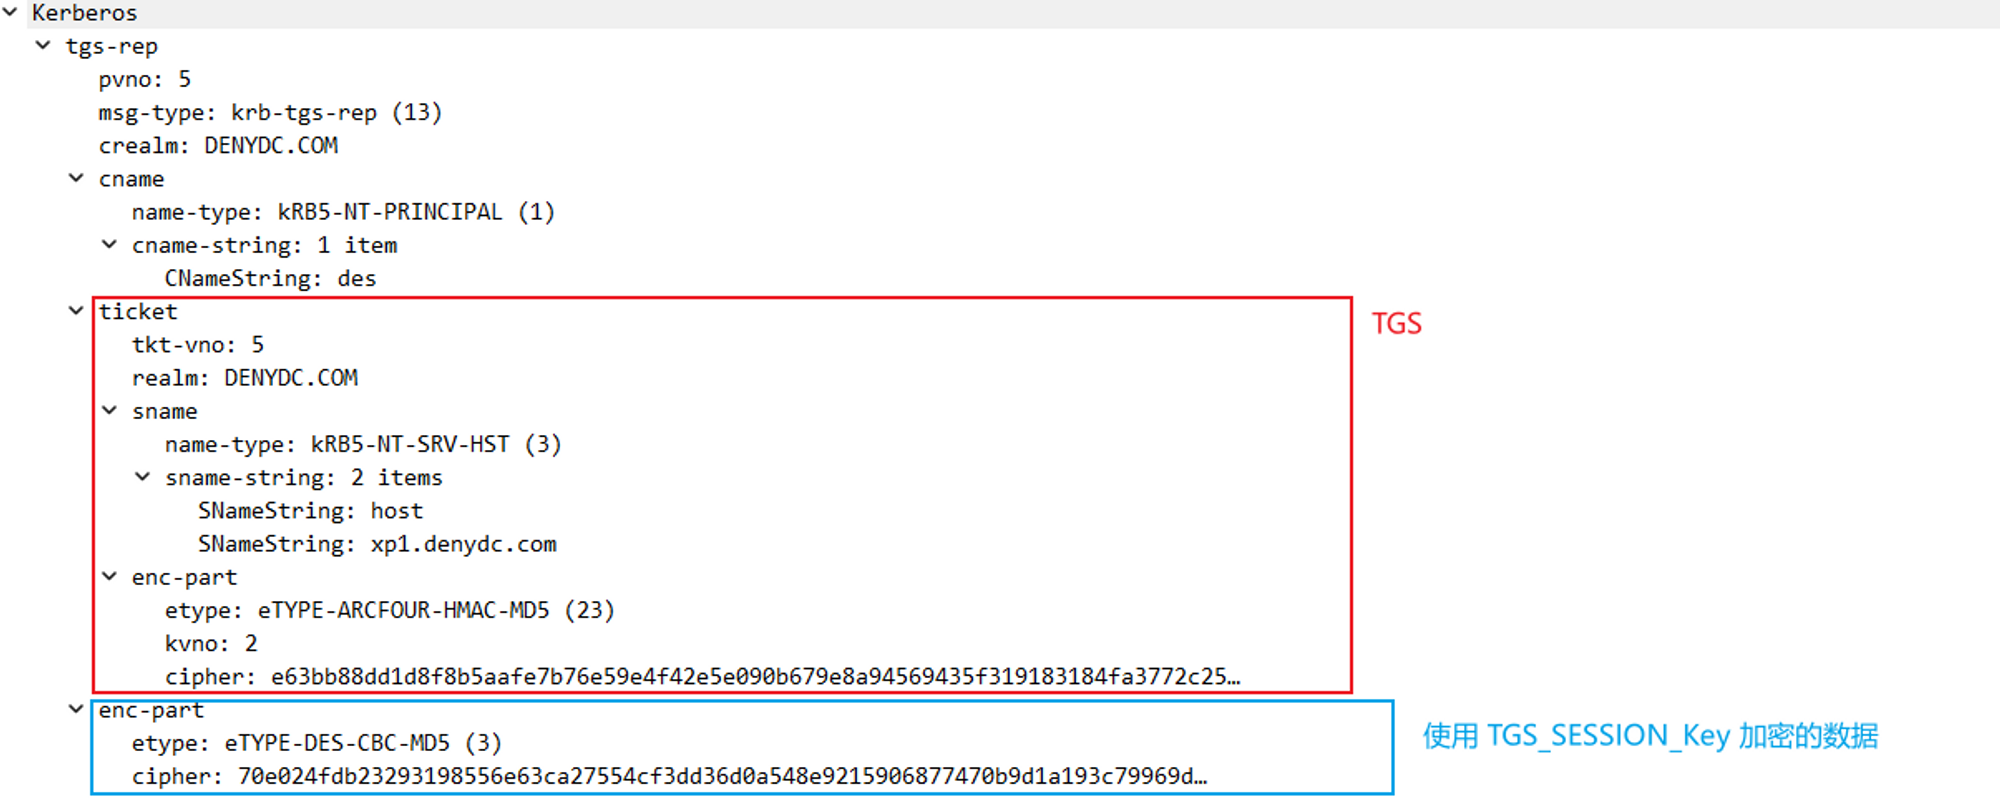 Kerberos
tgs-rep
pvno: 5
msg-type: krb-tgs-rep (13)
crealm: DENYDC.COM
cname
name-type: kRB5-NT-PRINCIPAL (1)
cname-string: 1 item
CNameString: des
ticket
TGS
tkt-vno: 5
realm: DENYDC.COM
sname
name-type: kRB5-NT-SRV-HST (3)
sname-string: 2 items
SNameString: host
SNameString: xp1.denydc.com
enc-part
etype: eTYPE-ARCFOUR-HMAC-MD5 (23)
kvno: 2
cipher: e63bb88dd1d8f8b5aafe7b76e59e4f42e5e090b679e8a94569435f319183184fa3772c25…
enc-part
使用 TGS_SESSION_Key 加密的数据
etype: eTYPE-DES-CBC-MD5 (3)
cipher: 70e024fdb23293198556e63ca27554cf3dd36d0a548e9215906877470b9d1a193c79969d…